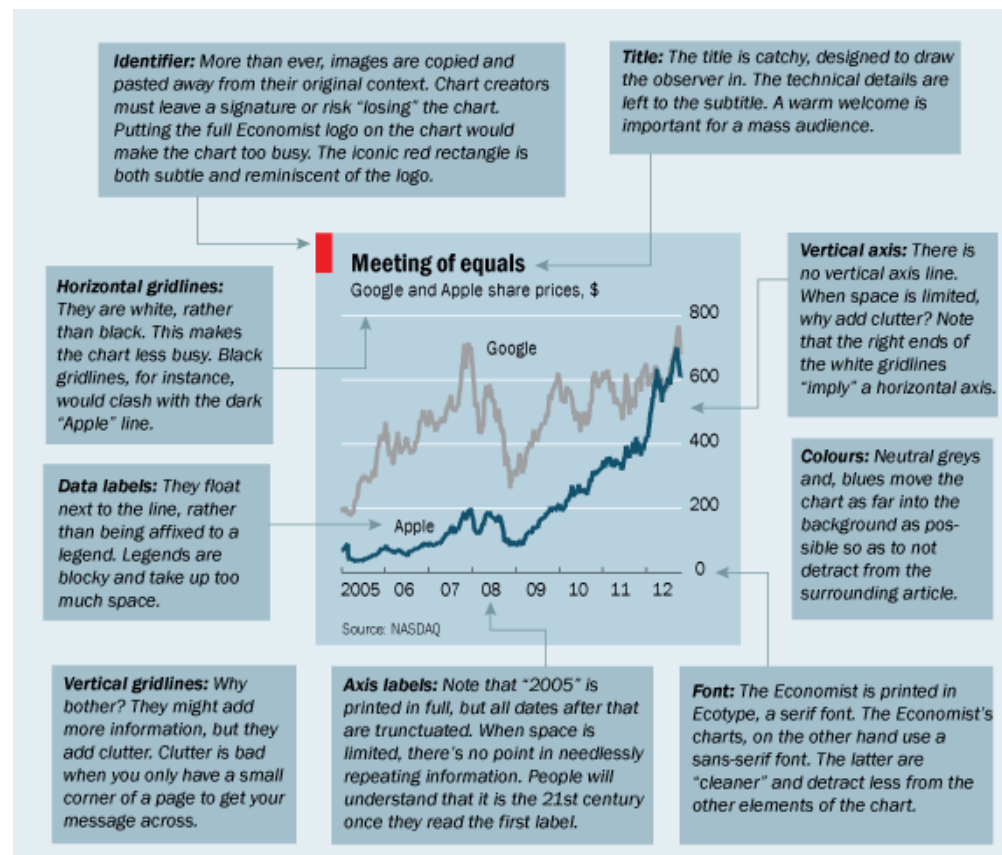 Identifier: More than ever, images are copied and
pasted away from their original context. Chart creators
must leave a signature or risk “losing” the chart.
Putting the full Economist logo on the chart would
make the chart too busy. The iconic red rectangle is
both subtle and reminiscent of the logo.
Title: The title is catchy, designed to draw
the observer in. The technical details are
left to the subtitle. A warm welcome is
important for a mass audience.
Horizontal gridlines:
They are white, rather
than black. This makes
the chart less busy. Black
gridlines, for instance,
would clash with the dark
“Apple” line.
Data labels: They float
next to the line, rather
than being affixed to a
legend. Legends are
blocky and take up too
much space.
Meeting of equals
Google and Apple share prices, $
800
Google
600
400
200
Apple
0
2005 06 07 08 09 10 11 12
Source: NASDAQ
Vertical axis: There is
no vertical axis line.
When space is limited,
why add clutter? Note
that the right ends of
the white gridlines
“imply” a horizontal axis.
Colours: Neutral greys
and, blues move the
chart as far into the
background as pos-
sible so as to not
detract from the
surrounding article.
Vertical gridlines: Why
bother? They might add
more information, but they
add clutter. Clutter is bad
when you only have a small
corner of a page to get your
message across.
Axis labels: Note that “2005” is
printed in full, but all dates after that
are trunctuated. When space is
limited, there’s no point in needlessly
repeating information. People will
understand that it is the 21st century
once they read the first label.
Font: The Economist is printed in
Ecotype, a serif font. The Economist’s
charts, on the other hand use a
sans-serif font. The latter are
“cleaner” and detract less from the
other elements of the chart.